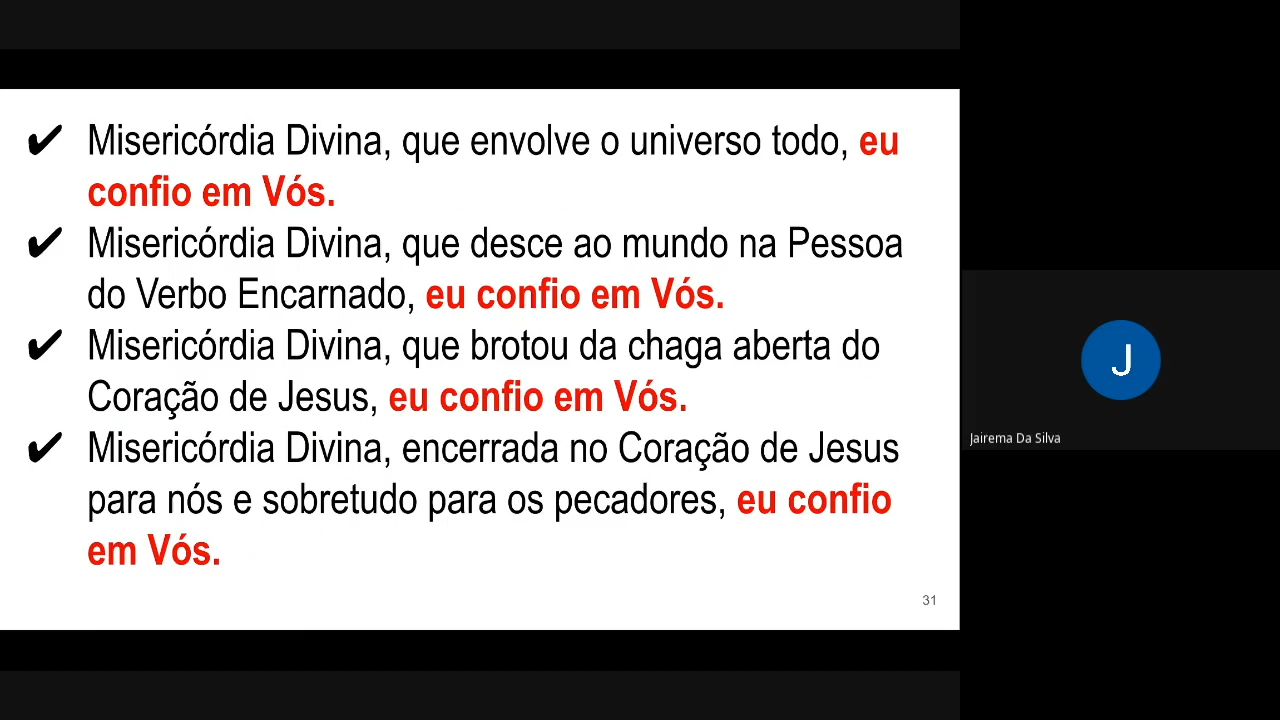 ✔ Misericórdia Divina, que envolve o universo todo, eu
confio em Vós.
✔ Misericórdia Divina, que desce ao mundo na Pessoa
do Verbo Encarnado, eu confio em Vós.
✔ Misericórdia Divina, que brotou da chaga aberta do
Coração de Jesus, eu confio em Vós.
✔ Misericórdia Divina, encerrada no Coração de Jesus
para nós e sobretudo para os pecadores, eu confio
em Vós.
31
J
Jairema Da Silva